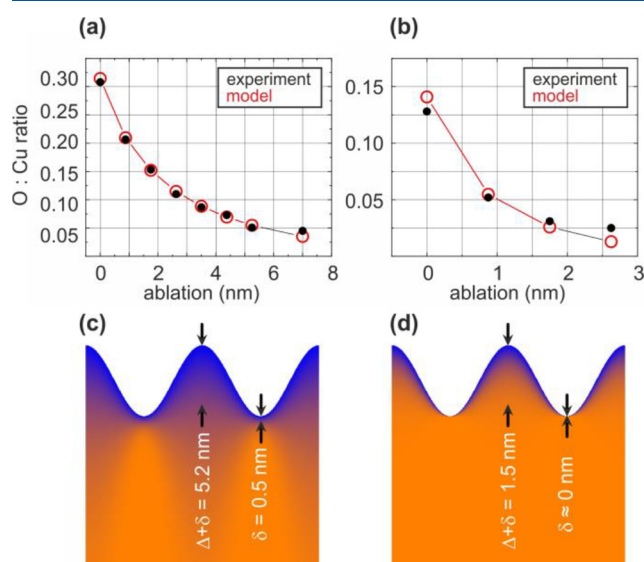 (a)
(b)
experiment
model
experiment
model
O : Cu ratio
0.30
0.25
0.20
0.15
0.10
0.05
0.15
0.10
0.05
0 2 4 6 8
0 1 2 3
ablation (nm)
ablation (nm)
(c)
(d)
Δ+δ = 5.2 nm
δ = 0.5 nm
Δ+δ = 1.5 nm
δ ≈ 0 nm